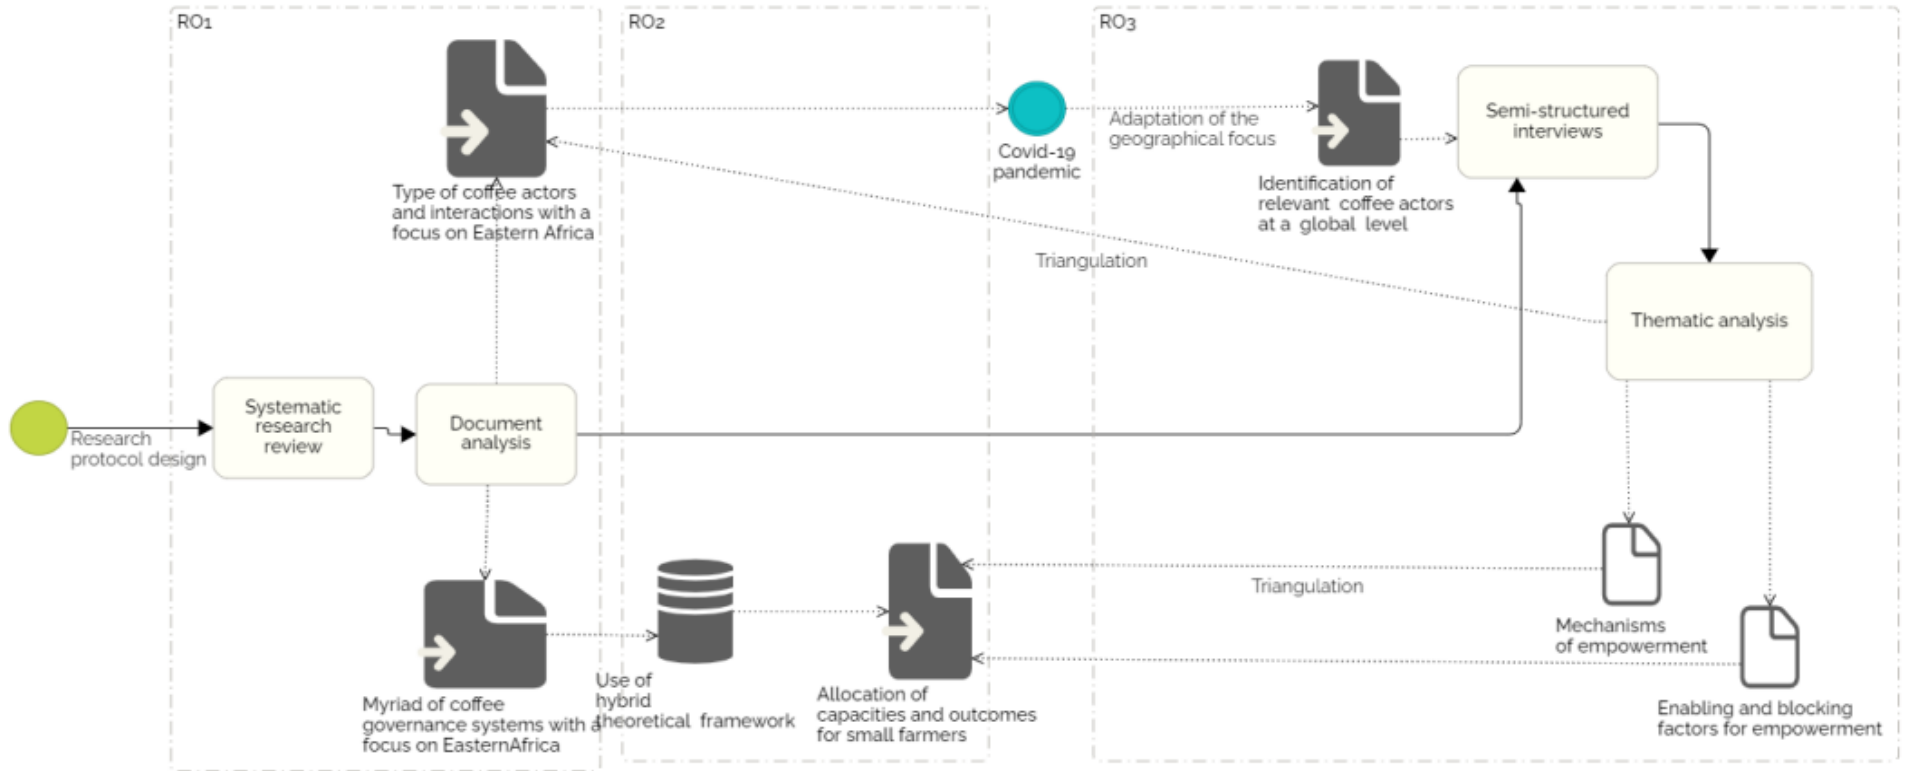 RO1
RO2
RO3
Type of coffee actors
and interactions with a
focus on Eastern Africa
Covid-19
pandemic
Adaptation of the
geographical focus
Identification of
relevant coffee actors
at a global level
Semi-structured
interviews
Triangulation
Thematic analysis
Research
protocol design
Systematic
research
review
Document
analysis
Myriad of coffee
governance systems with a
focus on EasternAfrica
Use of
hybrid
theoretical framework
Allocation of
capacities and outcomes
for small farmers
Triangulation
Mechanisms
of empowerment
Enabling and blocking
factors for empowerment